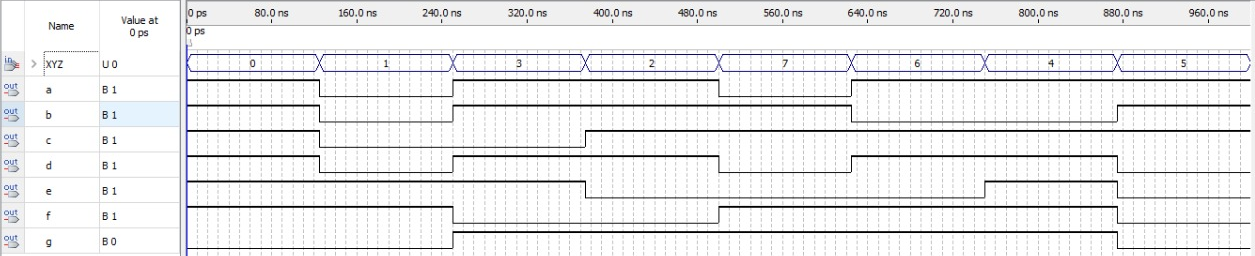 Name Value at 0 ps 0 ps 80.0 ns 160.0 ns 240.0 ns 320.0 ns 400.0 ns 480.0 ns 560.0 ns 640.0 ns 720.0 ns 800.0 ns 880.0 ns 960.0 ns
0 ps
in XYZ U 0 0 1 3 2 7 6 4 5
out a B 1
out b B 1
out c B 1
out d B 1
out e B 1
out f B 1
out g B 0